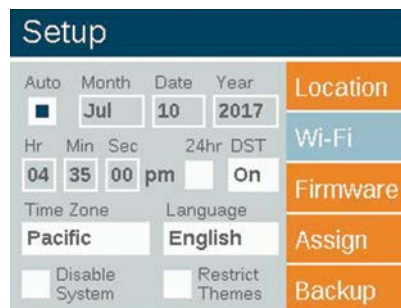 Setup
Auto Month Date Year
Jul 10 2017
Hr Min Sec 24hr DST
04 35 00 pm On
Time Zone Language
Pacific English
Disable System Restrict Themes
Location
Wi-Fi
Firmware
Assign
Backup